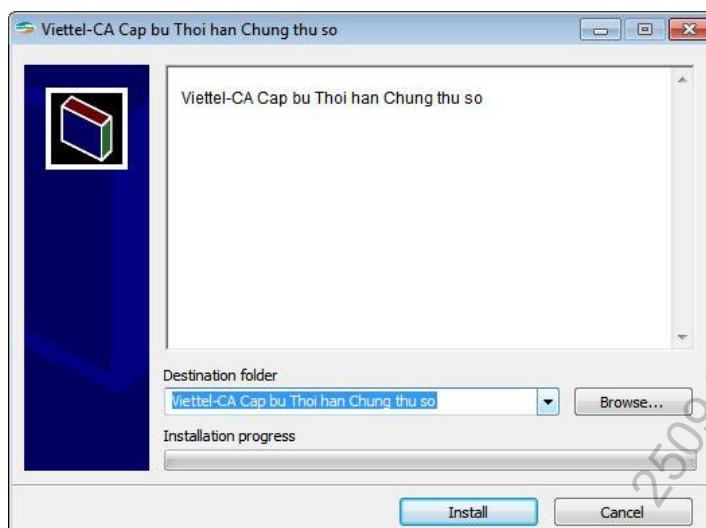 Viettel-CA Cap bu Thoi han Chung thu so
Viettel-CA Cap bu Thoi han Chung thu so
Destination folder
Viettel-CA Cap bu Thoi han Chung thu so
Browse...
Installation progress
2509
Install
Cancel